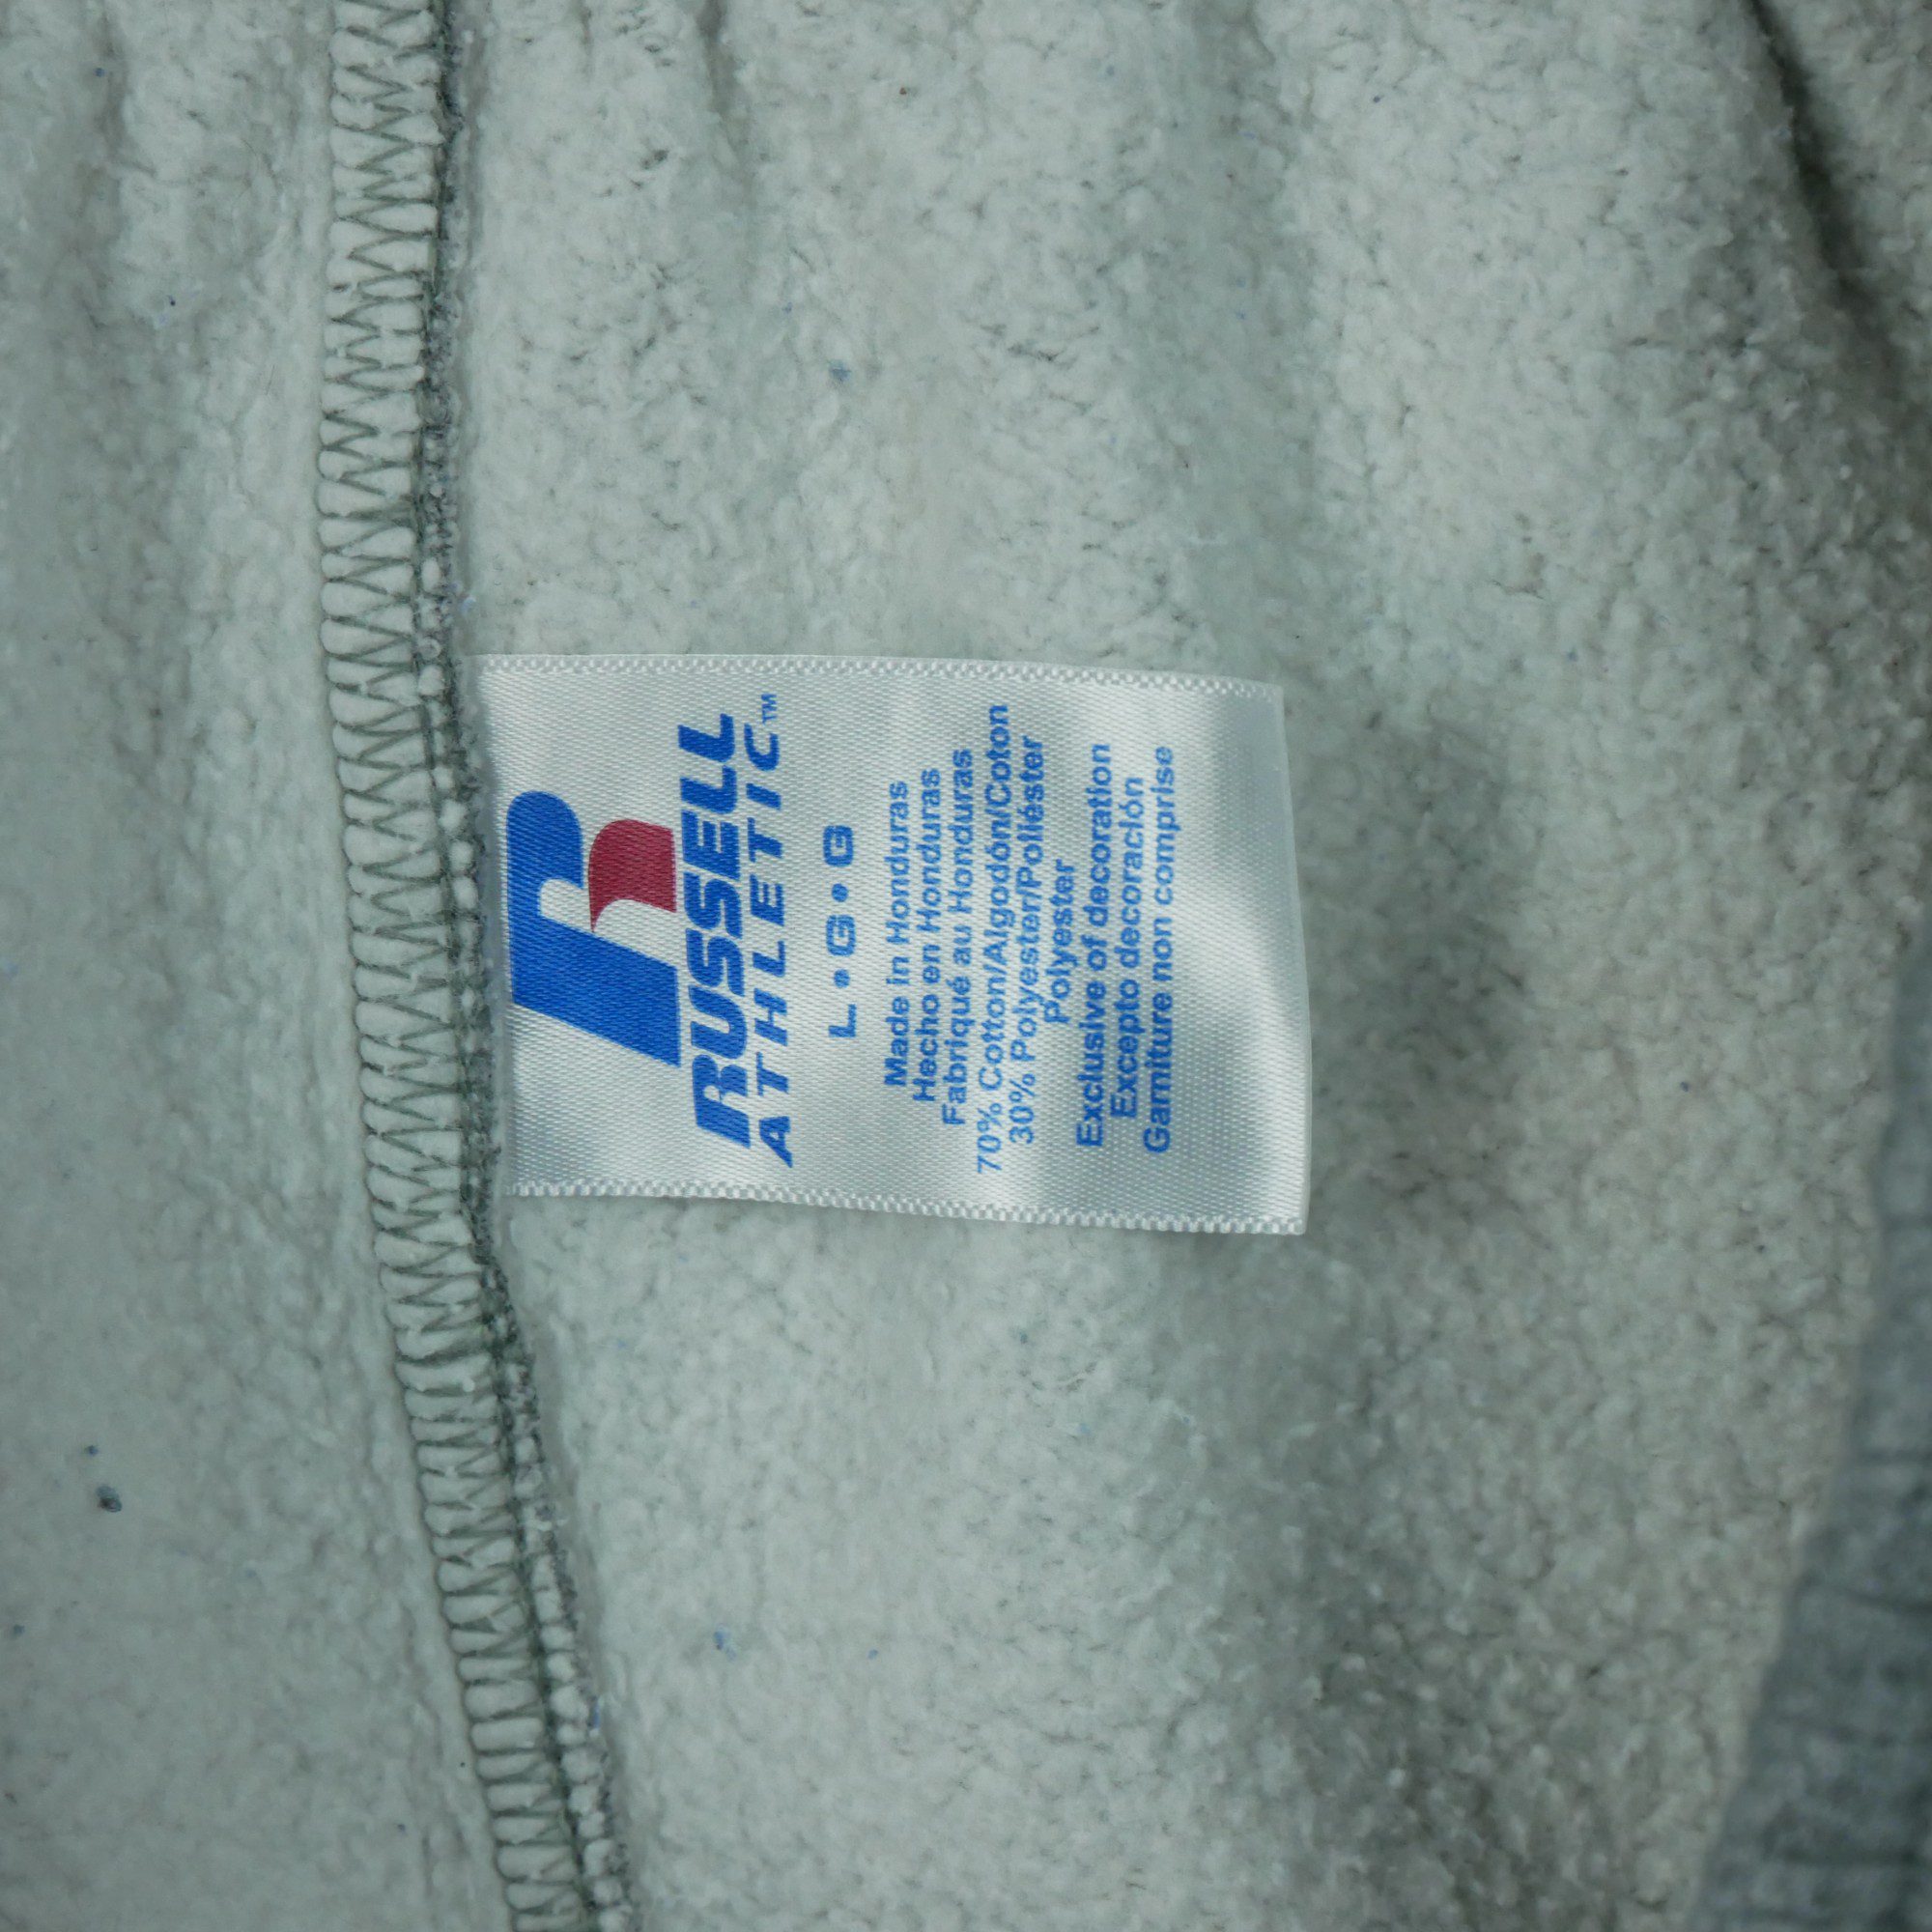 R
RUSSELL
ATHLETIC™
L•G•G
Made in Honduras
Hecho en Honduras
Fabriqué au Honduras
70% Cotton/Algodón/Coton
30% Polyester/Poliéster
Polyester
Exclusive of decoration
Excepto decoración
Garniture non comprise